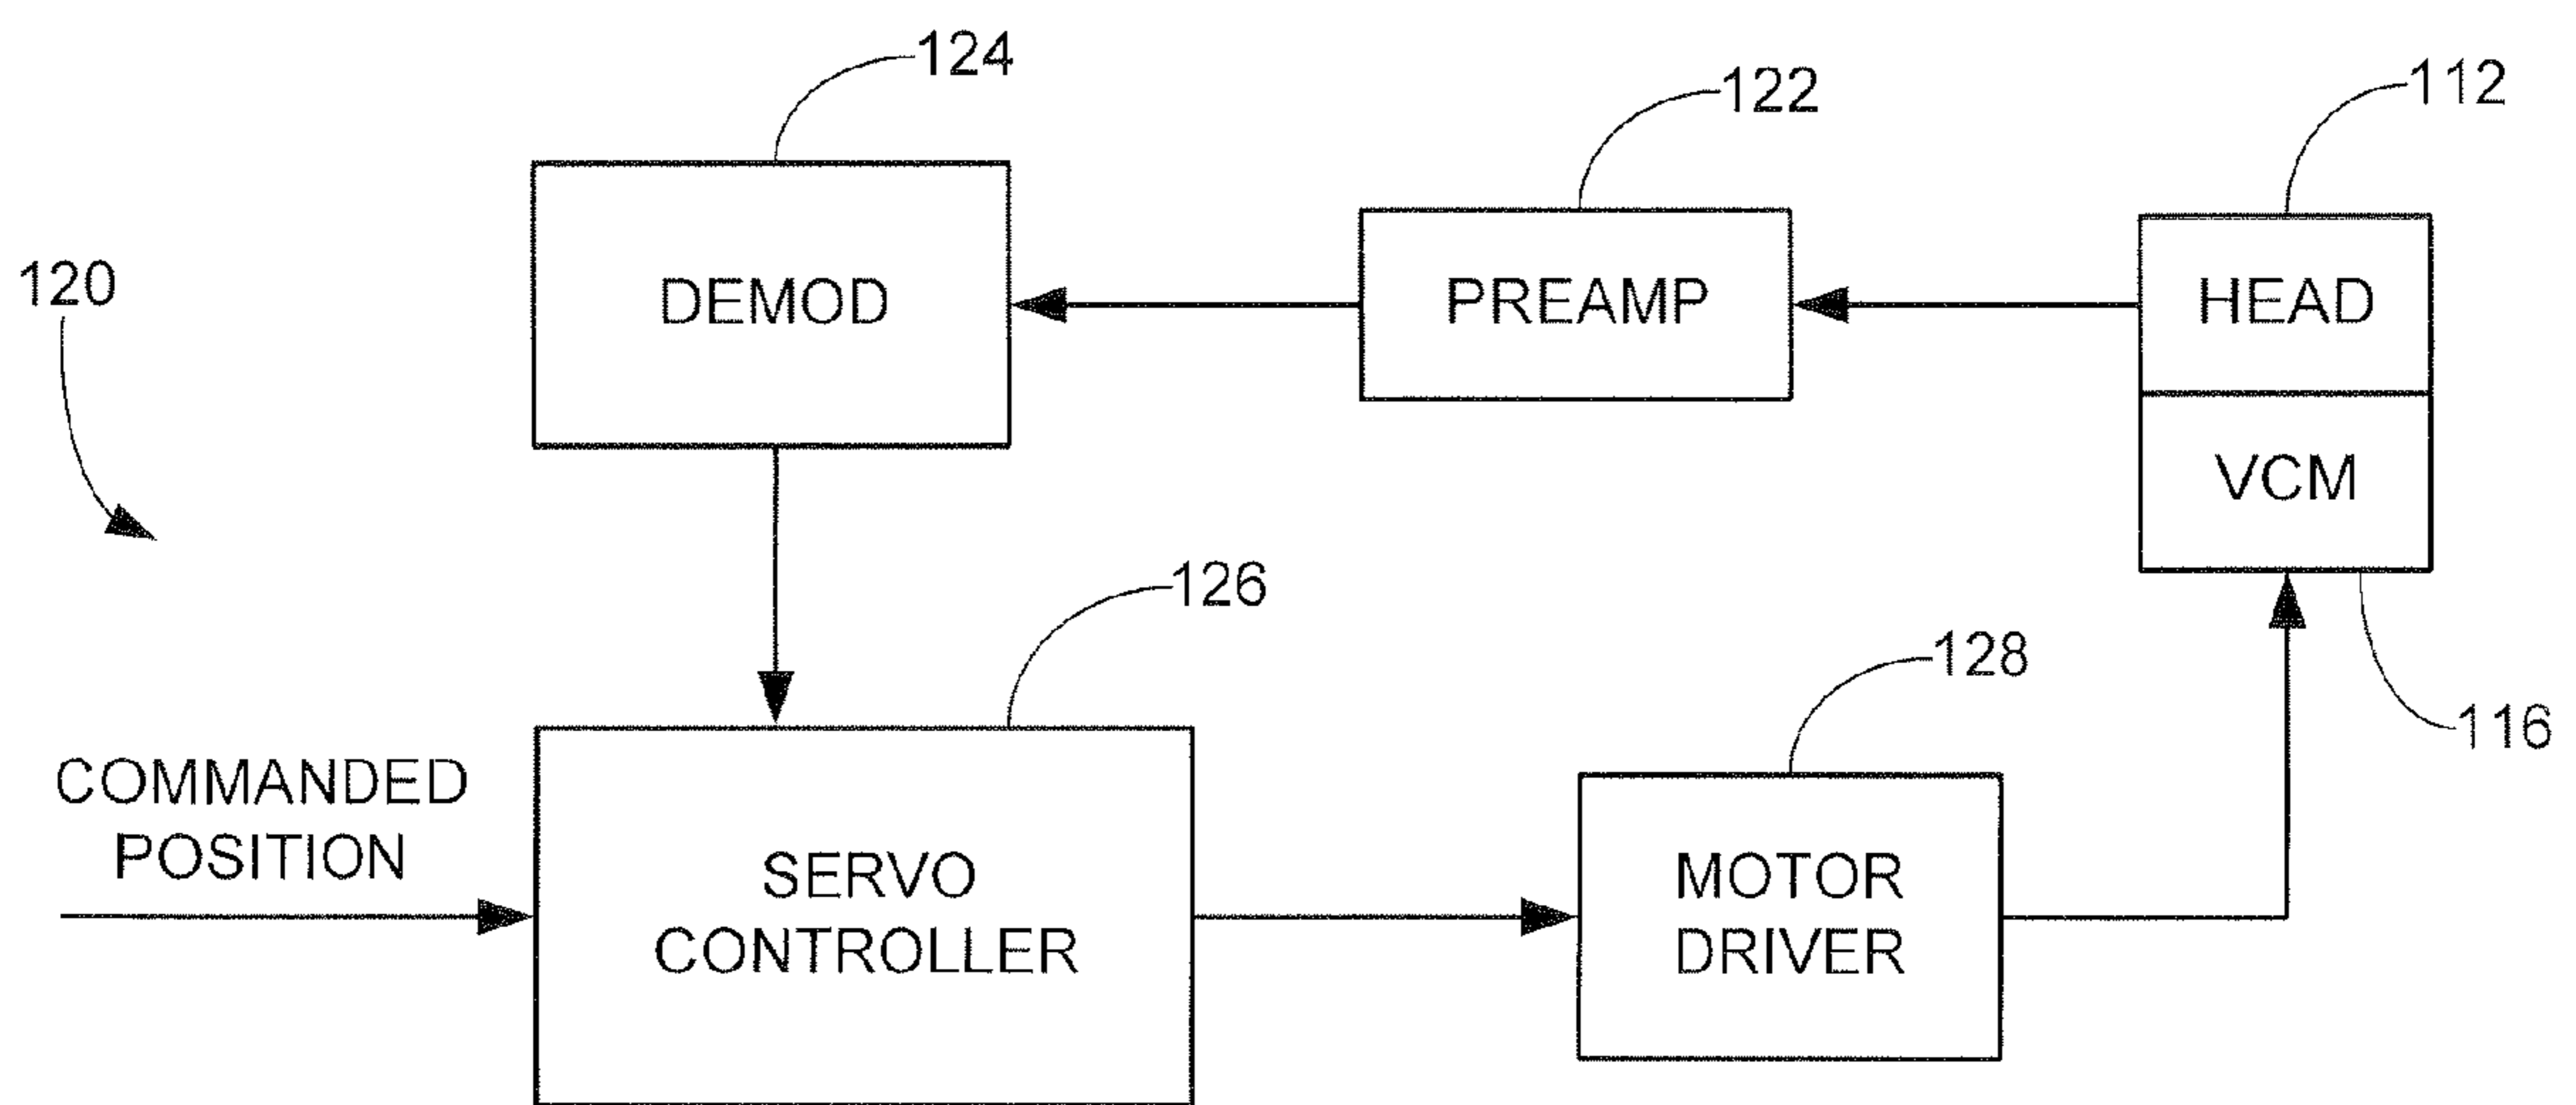 124
122
112
120
DEMOD
PREAMP
HEAD
VCM
126
128
116
COMMANDED
POSITION
SERVO
CONTROLLER
MOTOR
DRIVER